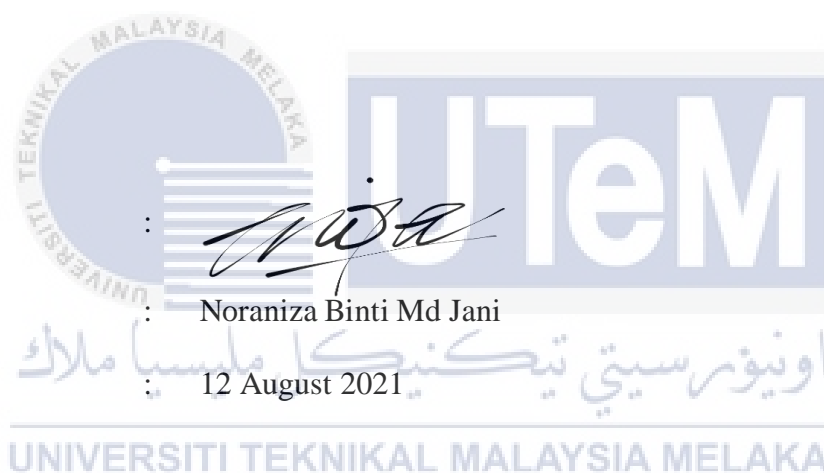 UNIVERSITI TEKNIKAL MALAYSIA MELAKA
UTeM
:
: Noraniza Binti Md Jani
اونيۏرسيتي تيكنيكل مليسيا ملاك
: 12 August 2021
UNIVERSITI TEKNIKAL MALAYSIA MELAKA